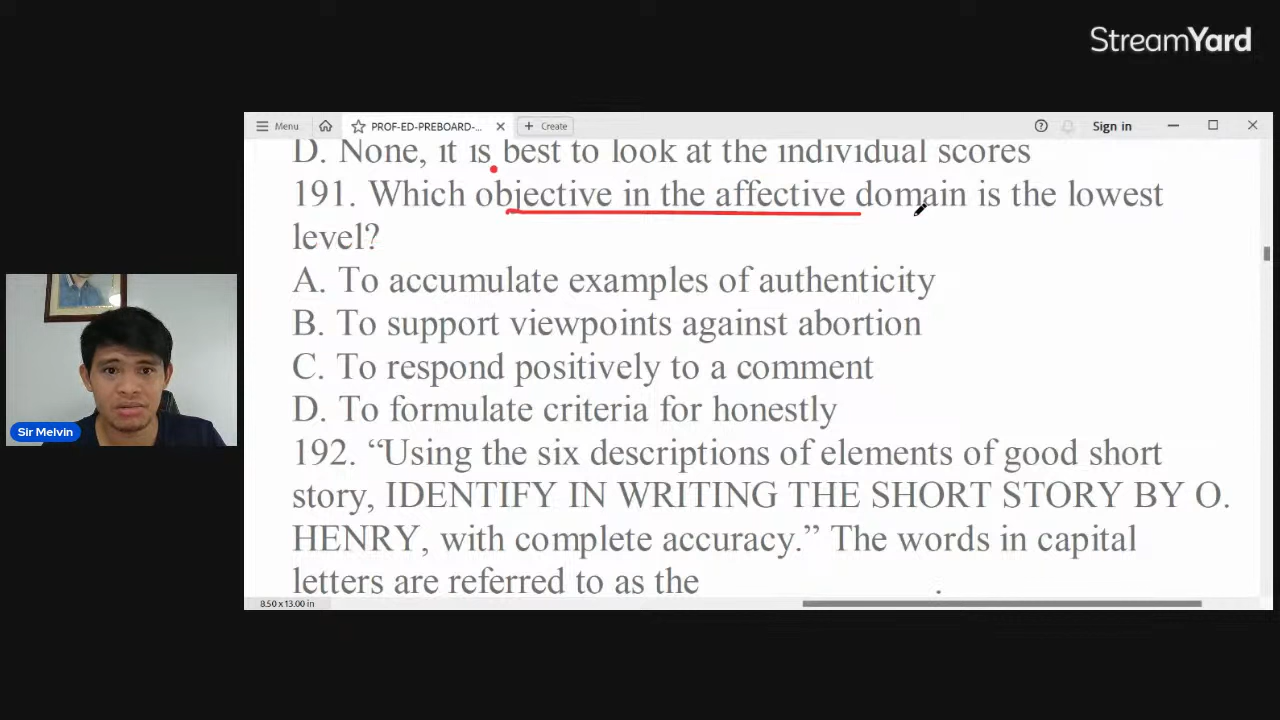 StreamYard
Menu
PROF-ED-PREBOARD-...
Create
Sign in
D. None, it is best to look at the individual scores
191. Which objective in the affective domain is the lowest
level?
A. To accumulate examples of authenticity
B. To support viewpoints against abortion
C. To respond positively to a comment
D. To formulate criteria for honestly
Sir Melvin
192. “Using the six descriptions of elements of good short
story, IDENTIFY IN WRITING THE SHORT STORY BY O.
HENRY, with complete accuracy.” The words in capital
letters are referred to as the .
8.50 x 13.00 in